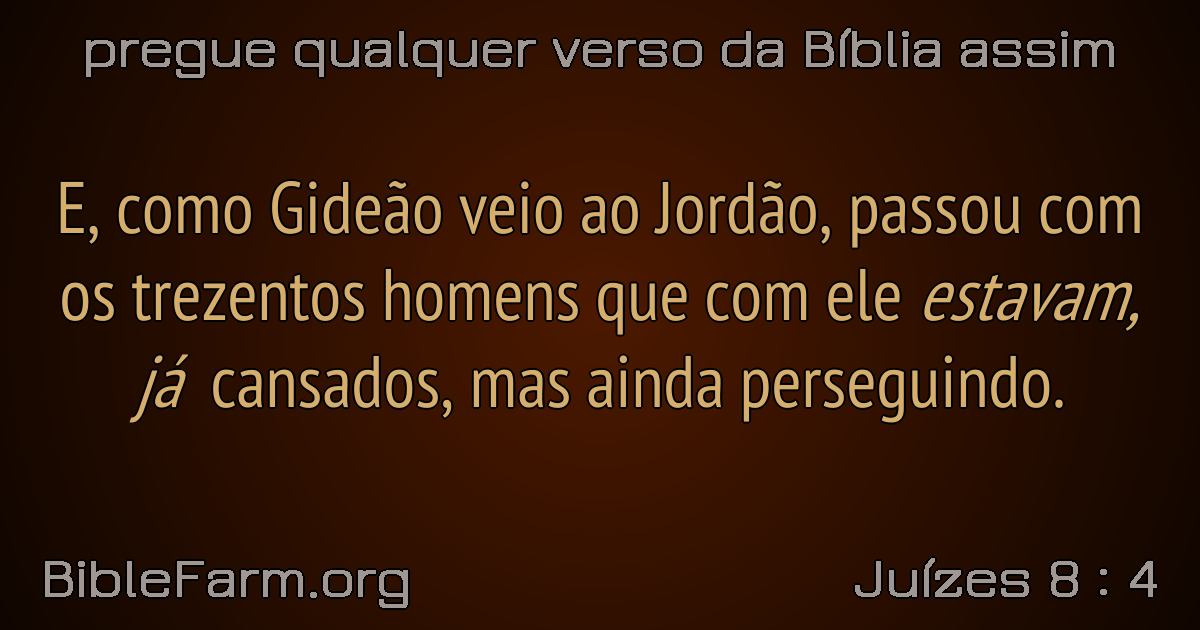 pregue qualquer verso da Bíblia assim
E, como Gideão veio ao Jordão, passou com
os trezentos homens que com ele estavam,
já cansados, mas ainda perseguindo.
BibleFarm.org
Juízes 8 : 4